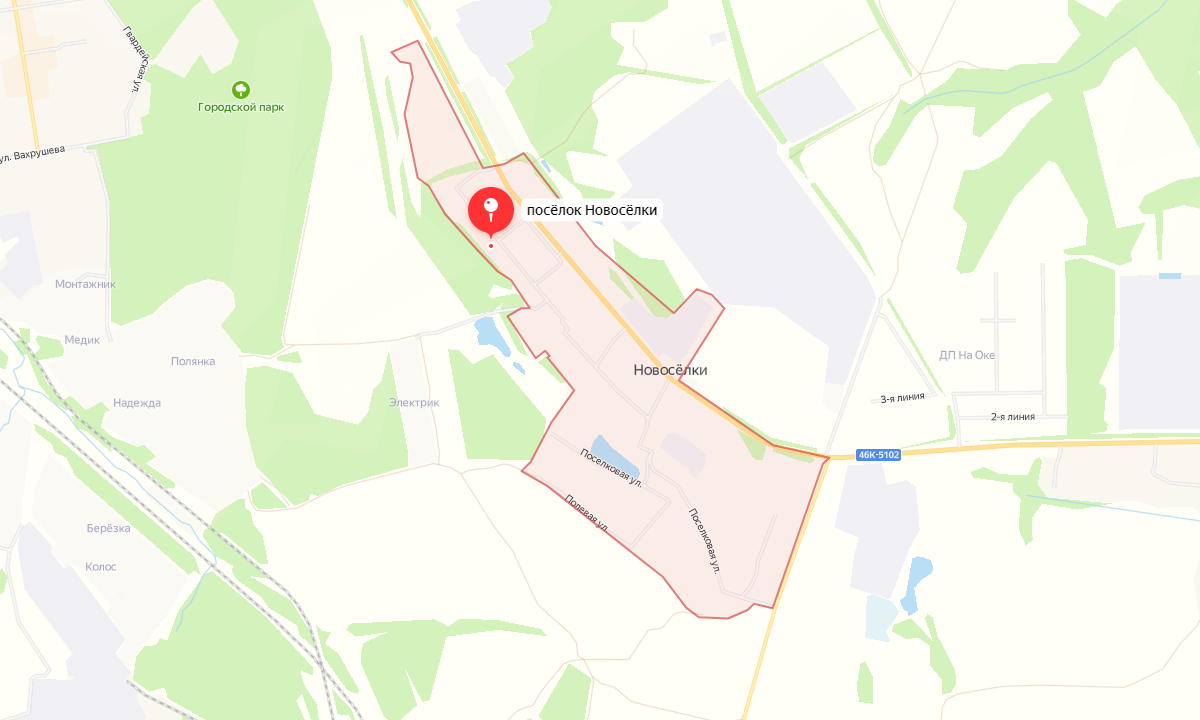 Гвардейская ул.
Городской парк
ул. Вахрушева
посёлок Новосёлки
Монтажник
Медик
Полянка
ДП На Оке
Новосёлки
Надежда
Электрик
3-я линия
2-я линия
46К-5102
Поселковая ул.
Полевая ул.
Поселковая ул.
Берёзка
Колос